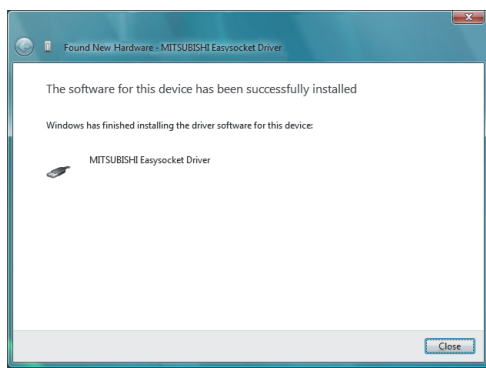 Found New Hardware - MITSUBISHI Easysocket Driver
The software for this device has been successfully installed
Windows has finished installing the driver software for this device:
MITSUBISHI Easysocket Driver
Close